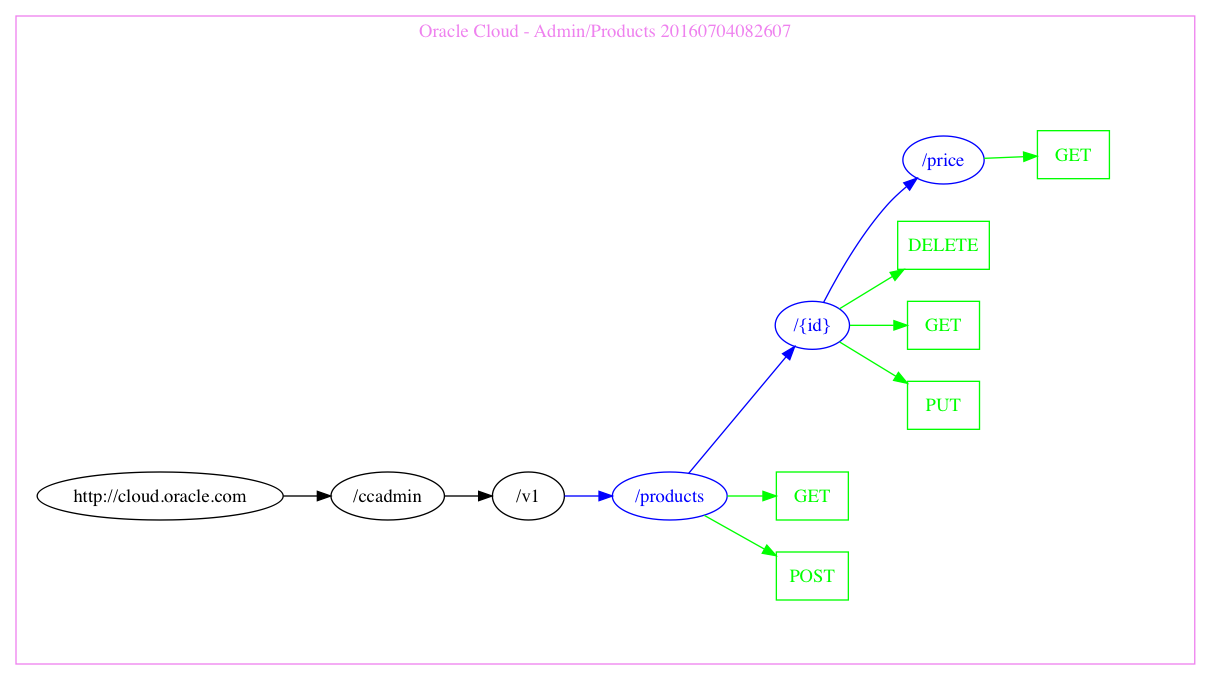 Oracle Cloud - Admin/Products 20160704082607
/price
GET
DELETE
/{id}
GET
PUT
http://cloud.oracle.com
/ccadmin
/v1
/products
GET
POST